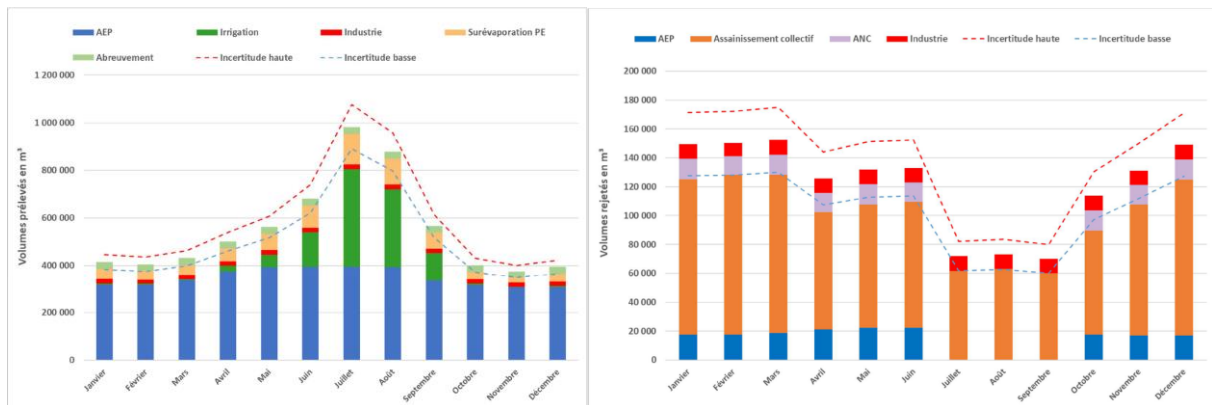 AEP Irrigation Industrie Surévaporation PE
Abreuvement Incertitude haute Incertitude basse
Volumes prélevés en m³
1 200 000
1 000 000
800 000
600 000
400 000
200 000
0
Janvier Février Mars Avril Mai Juin Juillet Août Septembre Octobre Novembre Décembre
AEP Assainissement collectif ANC Industrie Incertitude haute Incertitude basse
Volumes rejetés en m³
200 000
180 000
160 000
140 000
120 000
100 000
80 000
60 000
40 000
20 000
0
Janvier Février Mars Avril Mai Juin Juillet Août Septembre Octobre Novembre Décembre